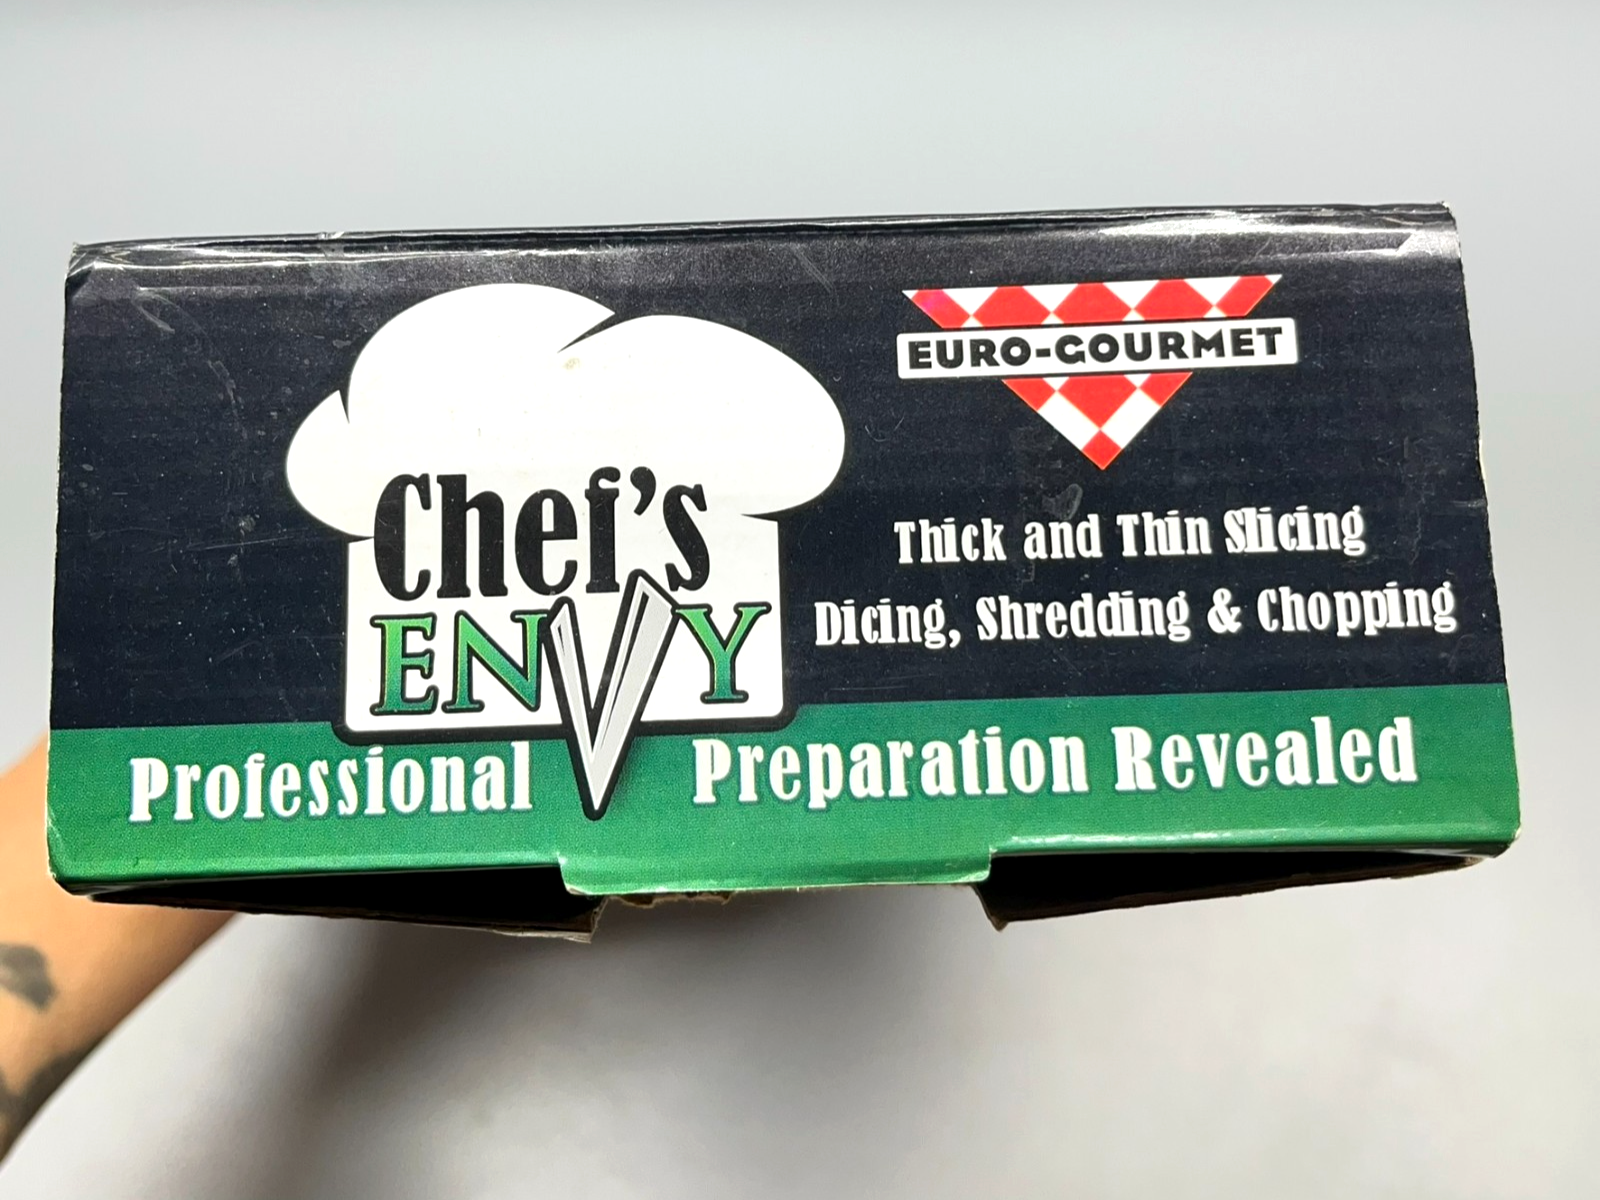 Chef's
ENVY
EURO-GOURMET
Thick and Thin Slicing
Dicing, Shredding & Chopping
Professional Preparation Revealed